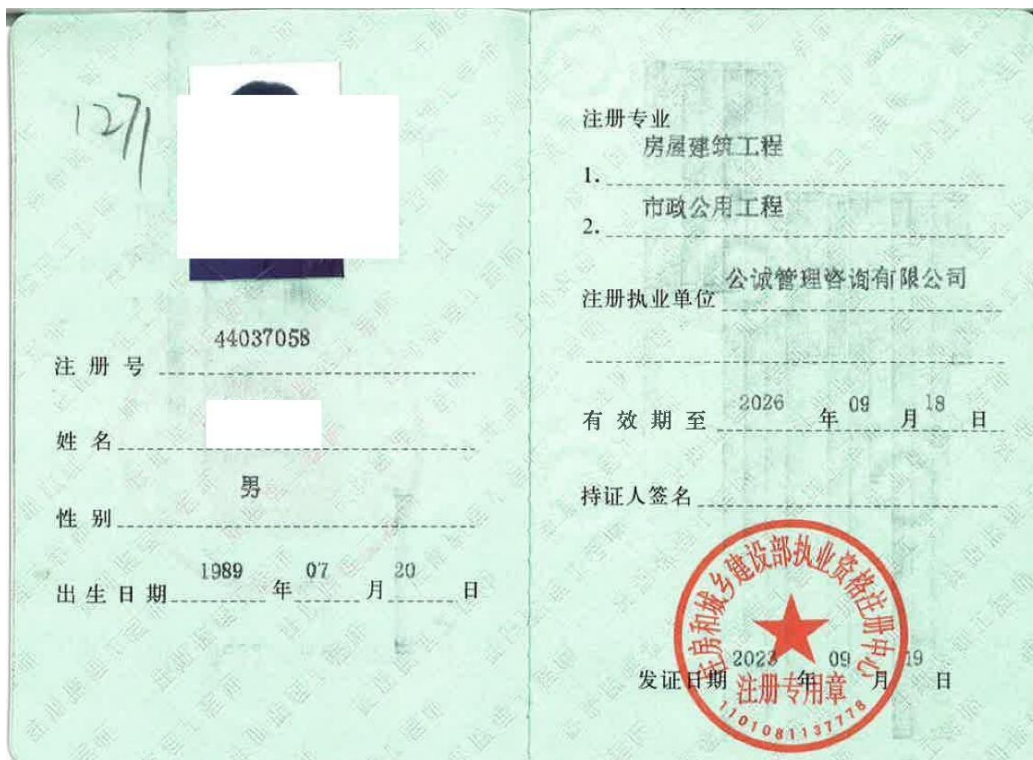 1271
注册号 44037058
姓名
性别 男
出生日期 1989 年 07 月 20 日
注册专业
1. 房屋建筑工程
2. 市政公用工程
注册执业单位 公诚管理咨询有限公司
有效期至 2026 年 09 月 18 日
持证人签名
住房和城乡建设部执业资格注册中心
发证日期 2023 年 09 月 19 日
注册专用章
1101081137778